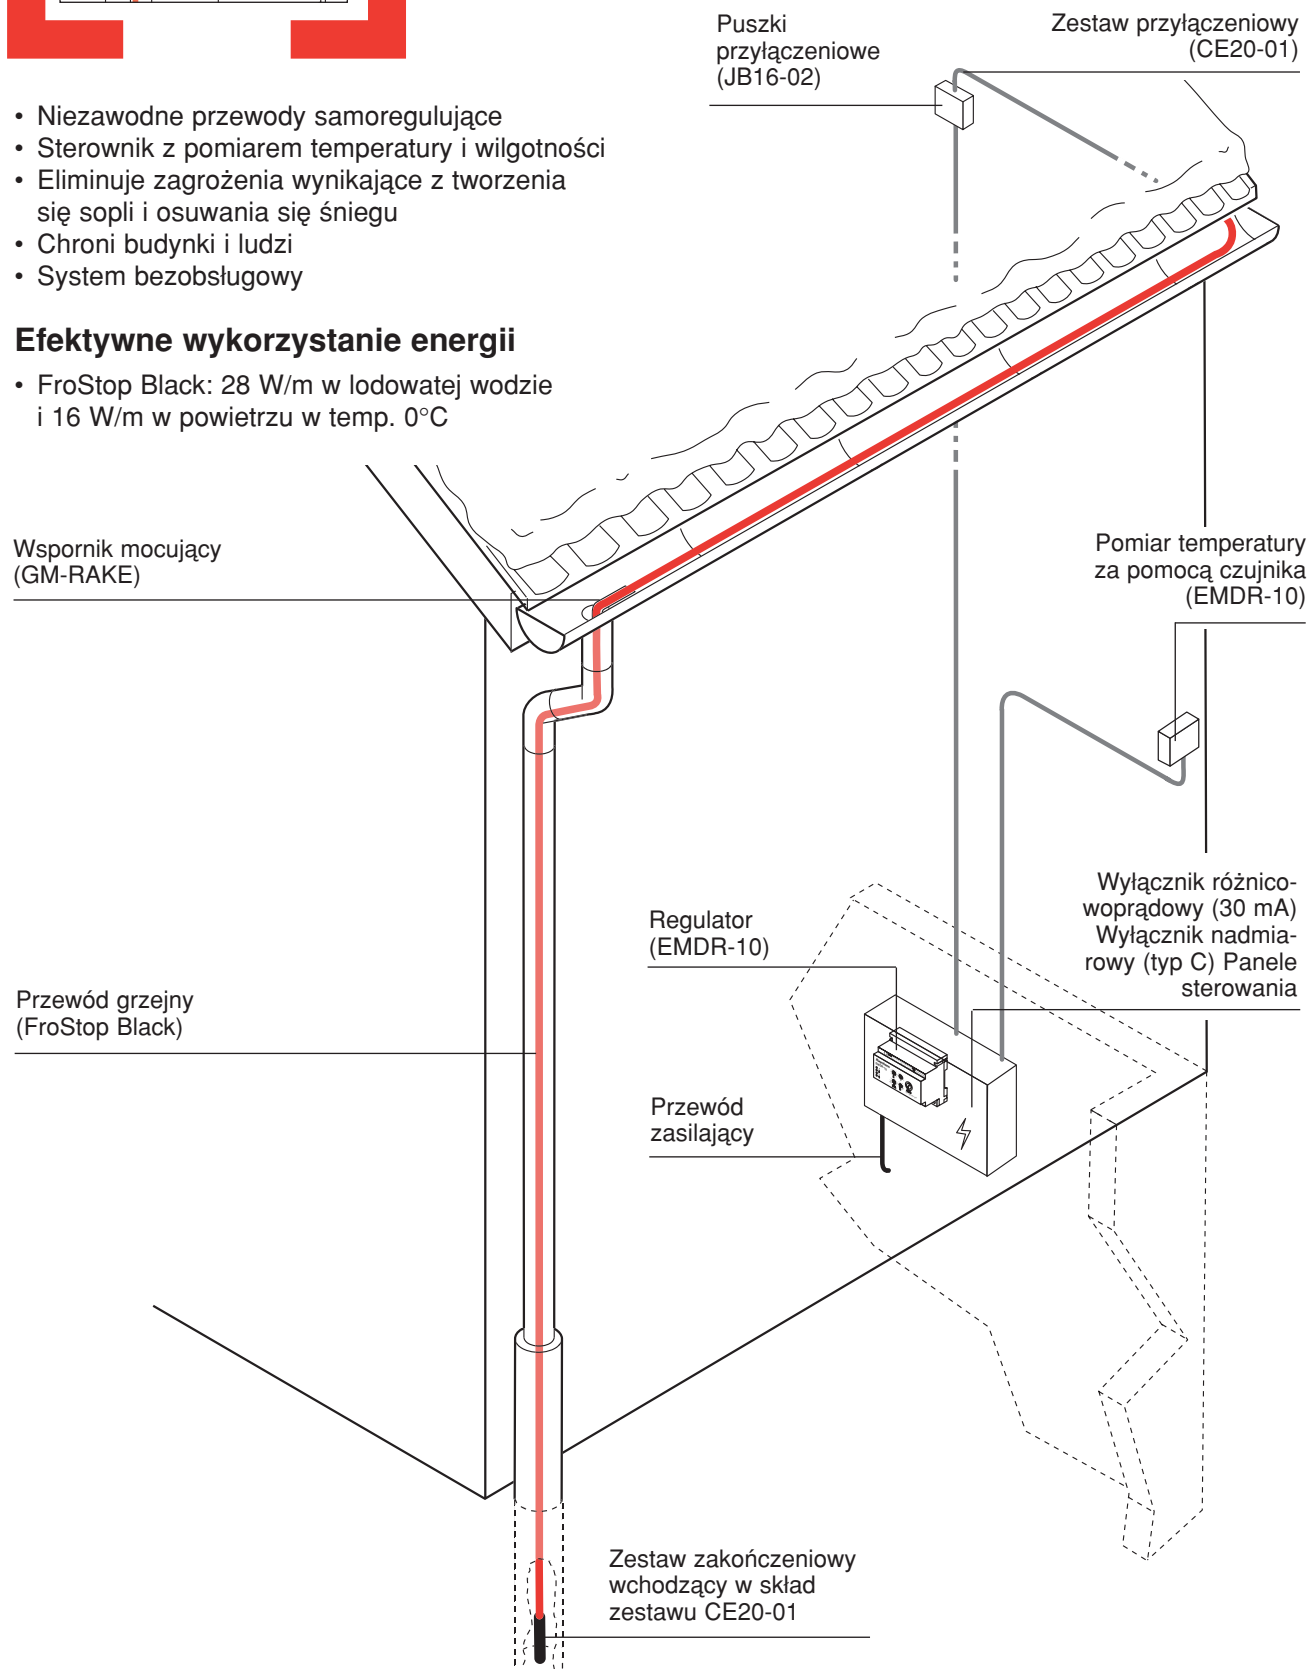 Puszki
przyłączeniowe
(JB16-02)
Zestaw przyłączeniowy
(CE20-01)
• Niezawodne przewody samoregulujące
• Sterownik z pomiarem temperatury i wilgotności
• Eliminuje zagrożenia wynikające z tworzenia
się sopli i osuwania się śniegu
• Chroni budynki i ludzi
• System bezobsługowy
Efektywne wykorzystanie energii
• FroStop Black: 28 W/m w lodowatej wodzie
i 16 W/m w powietrzu w temp. 0°C
Wspornik mocujący
(GM-RAKE)
Pomiar temperatury
za pomocą czujnika
(EMDR-10)
Wyłącznik różnico-
woprądowy (30 mA)
Wyłącznik nadmia-
rowy (typ C) Panele
sterowania
Regulator
(EMDR-10)
Przewód grzejny
(FroStop Black)
Przewód
zasilający
Zestaw zakończeniowy
wchodzący w skład
zestawu CE20-01